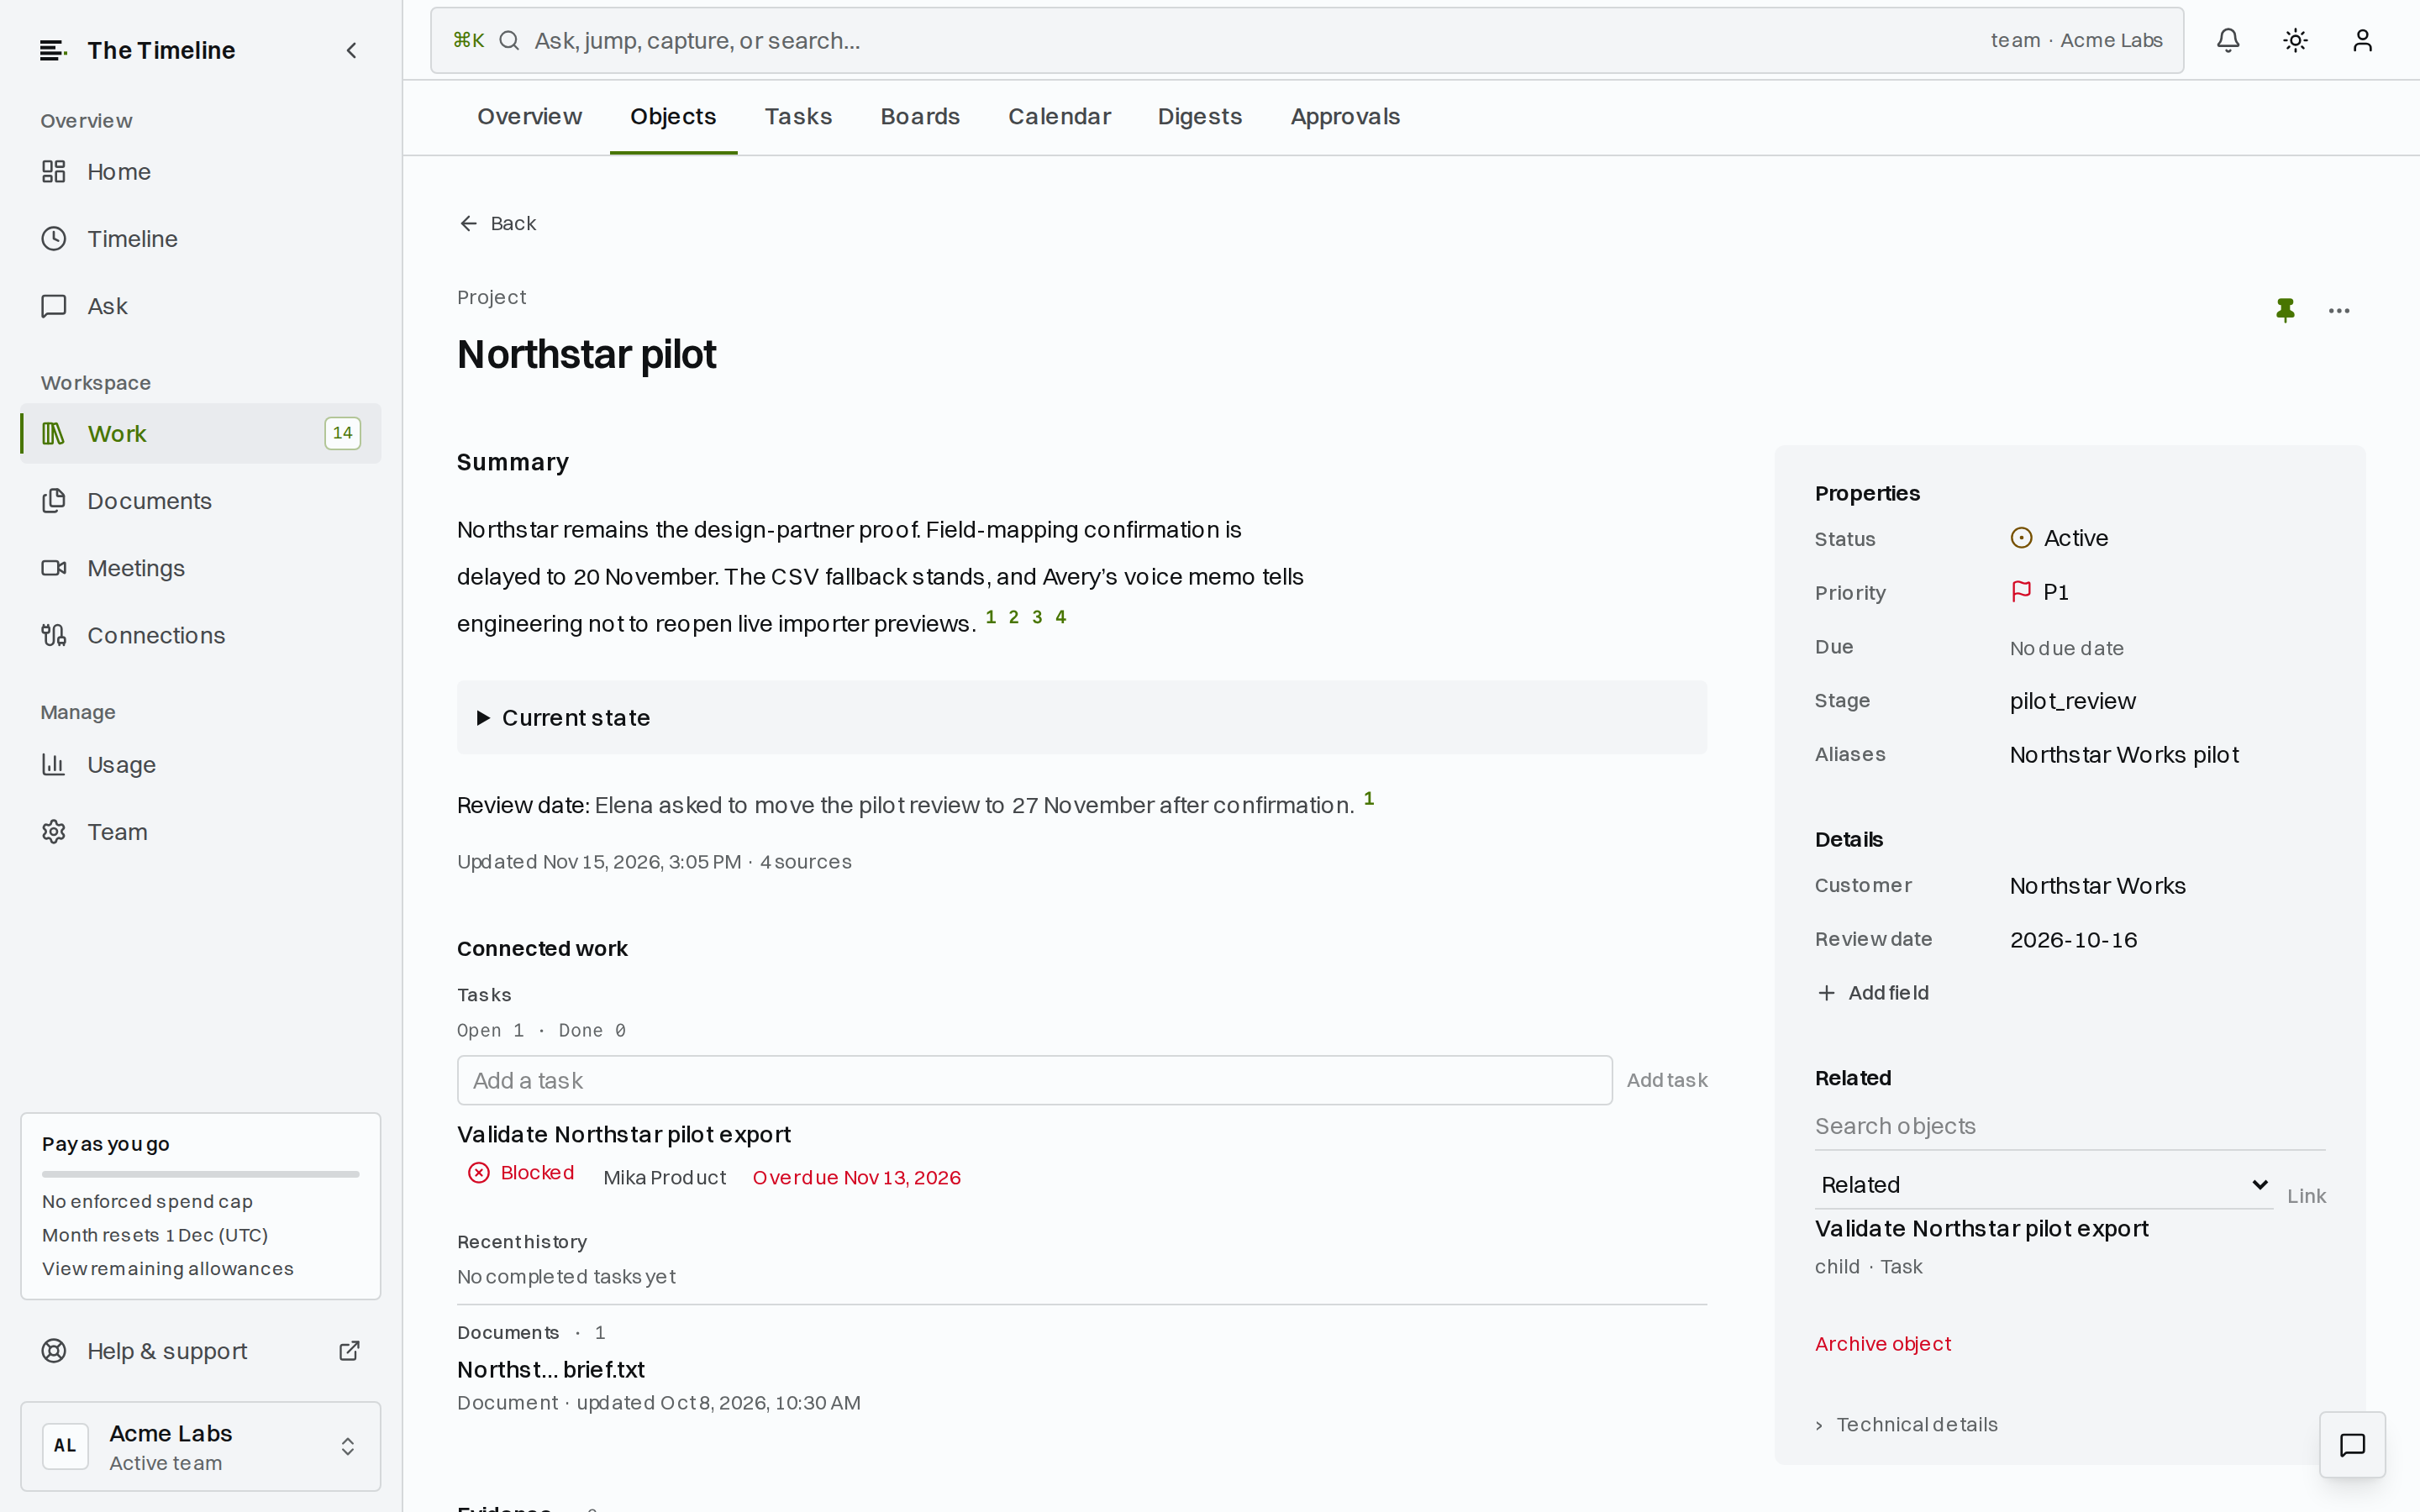 The Timeline
Overview
Home
Timeline
Ask
Workspace
Work 14
Documents
Meetings
Connections
Manage
Usage
Team
Pay as you go
No enforced spend cap
Month resets 1 Dec (UTC)
View remaining allowances
Help & support
AL Acme Labs
Active team
⌘K Ask, jump, capture, or search... team · Acme Labs
Overview Objects Tasks Boards Calendar Digests Approvals
Back
Project
Northstar pilot
Summary
Northstar remains the design-partner proof. Field-mapping confirmation is
delayed to 20 November. The CSV fallback stands, and Avery’s voice memo tells
engineering not to reopen live importer previews. 1 2 3 4
Current state
Review date: Elena asked to move the pilot review to 27 November after confirmation. 1
Updated Nov 15, 2026, 3:05 PM · 4 sources
Connected work
Tasks
Open 1 · Done 0
Add a task Add task
Validate Northstar pilot export
Blocked Mika Product Overdue Nov 13, 2026
Recent history
No completed tasks yet
Documents · 1
Northst... brief.txt
Document · updated Oct 8, 2026, 10:30 AM
Properties
Status Active
Priority P1
Due No due date
Stage pilot_review
Aliases Northstar Works pilot
Details
Customer Northstar Works
Review date 2026-10-16
Add field
Related
Search objects
Related Link
Validate Northstar pilot export
child · Task
Archive object
Technical details